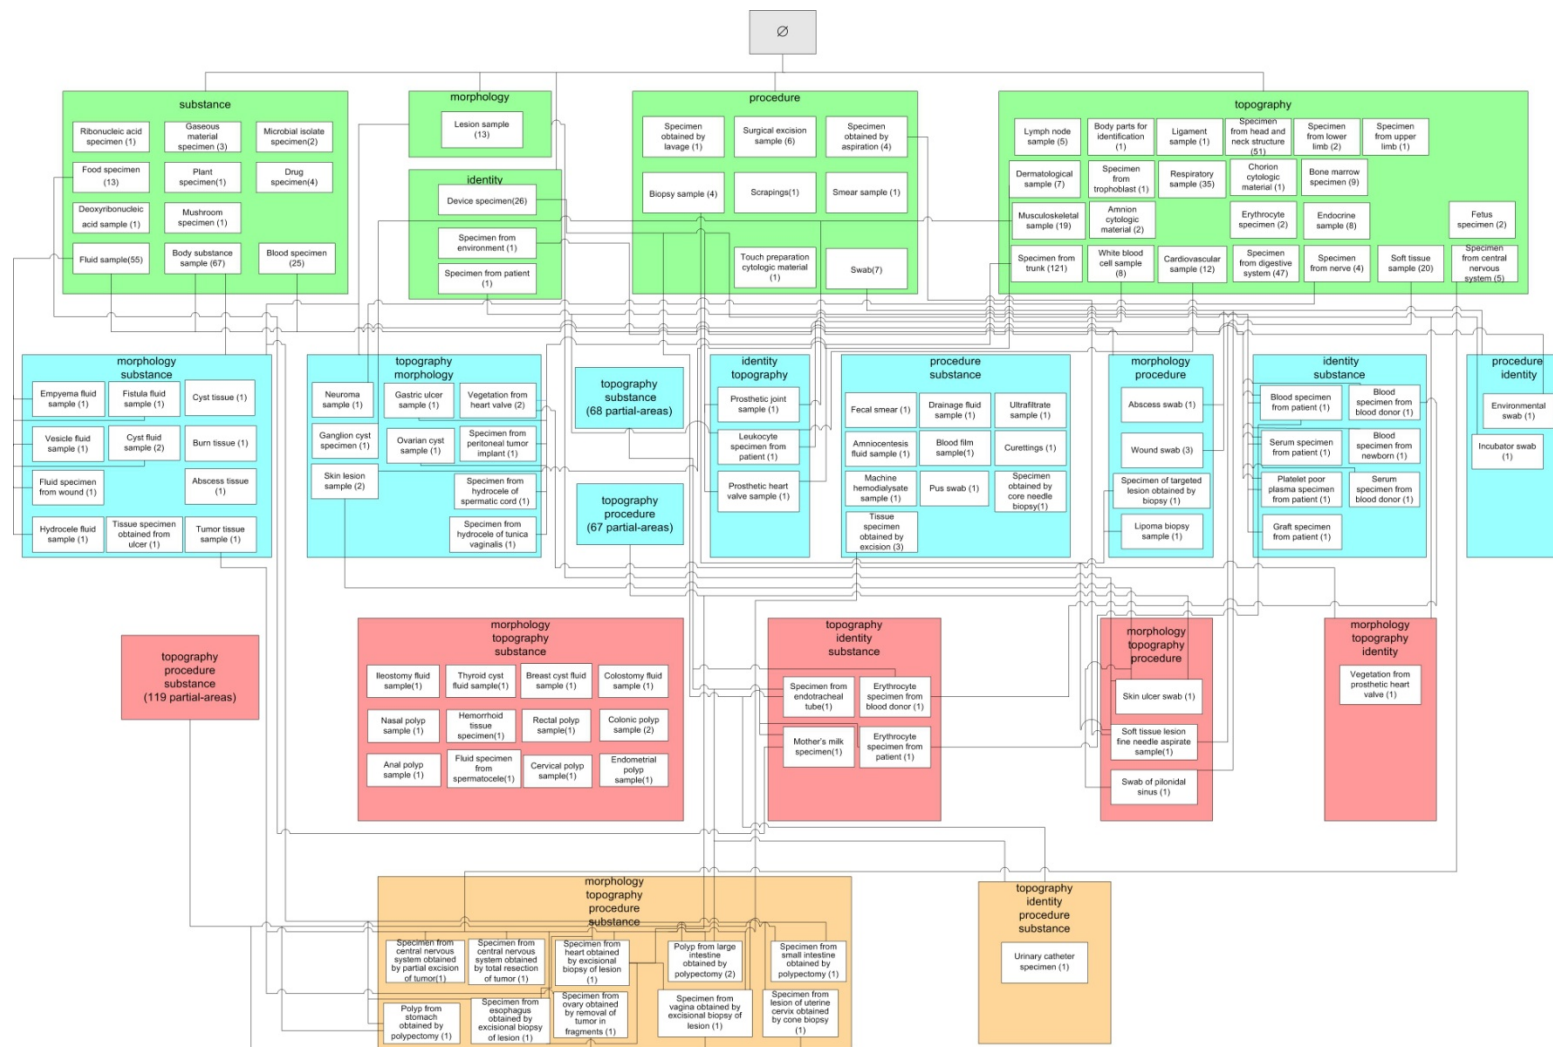 ∅
substance
Ribonucleic acid
specimen (1)
Gaseous
material
specimen (3)
Microbial isolate
specimen(2)
Food specimen
(13)
Plant
specimen(1)
Drug
specimen(4)
Deoxyribonucleic
acid sample (1)
Mushroom
specimen (1)
Fluid sample(55)
Body substance
sample (67)
Blood specimen
(25)
morphology
Lesion sample
(13)
identity
Device specimen(26)
Specimen from
environment (1)
Specimen from patient
(1)
procedure
Specimen
obtained by
lavage (1)
Surgical excision
sample (6)
Specimen
obtained by
aspiration (4)
Biopsy sample (4)
Scrapings(1)
Smear sample (1)
Touch preparation
cytologic material
(1)
Swab(7)
topography
Lymph node
sample (5)
Body parts for
identification
(1)
Ligament
sample (1)
Specimen
from head and
neck structure
(51)
Specimen
from lower
limb (2)
Specimen
from upper
limb (1)
Dermatological
sample (7)
Specimen
from
trophoblast (1)
Respiratory
sample (35)
Chorion
cytologic
material (1)
Bone marrow
specimen (9)
Musculoskeletal
sample (19)
Amnion
cytologic
material (2)
Erythrocyte
specimen (2)
Endocrine
sample (8)
Fetus
specimen (2)
Specimen from
trunk (121)
White blood
cell sample
(8)
Cardiovascular
sample (12)
Specimen
from digestive
system (47)
Specimen
from nerve (4)
Soft tissue
sample (20)
Specimen
from central
nervous
system (5)
morphology
substance
Empyema fluid
sample (1)
Fistula fluid
sample (1)
Cyst tissue (1)
Vesicle fluid
sample (1)
Cyst fluid
sample (2)
Burn tissue (1)
Fluid specimen
from wound (1)
Abscess tissue
(1)
Hydrocele fluid
sample (1)
Tissue specimen
obtained from
ulcer (1)
Tumor tissue
sample (1)
topography
morphology
Neuroma
sample (1)
Gastric ulcer
sample (1)
Vegetation from
heart valve (2)
Ganglion cyst
specimen (1)
Ovarian cyst
sample (1)
Specimen from
peritoneal tumor
implant (1)
Skin lesion
sample (2)
Specimen from
hydrocele of
spermatic cord (1)
Specimen from
hydrocele of tunica
vaginalis (1)
topography
substance
(68 partial-areas)
topography
procedure
(67 partial-areas)
identity
topography
Prosthetic joint
sample (1)
Leukocyte
specimen from
patient (1)
Prosthetic heart
valve sample (1)
procedure
substance
Fecal smear (1)
Drainage fluid
sample (1)
Ultrafiltrate
sample (1)
Amniocentesis
fluid sample (1)
Blood film
sample(1)
Curettings (1)
Machine
hemodialysate
sample (1)
Pus swab (1)
Specimen
obtained by
core needle
biopsy(1)
Tissue
specimen
obtained by
excision (3)
morphology
procedure
Abscess swab (1)
Wound swab (3)
Specimen of targeted
lesion obtained by
biopsy (1)
Lipoma biopsy
sample (1)
identity
substance
Blood specimen
from patient (1)
Blood
specimen
from blood donor (1)
Serum specimen
from patient (1)
Blood
specimen from
newborn (1)
Platelet poor
plasma specimen
from patient (1)
Serum
specimen from
blood donor (1)
Graft specimen
from patient (1)
procedure
identity
Environmental
swab (1)
Incubator swab
(1)
topography
procedure
substance
(119 partial-areas)
morphology
topography
substance
Ileostomy fluid
sample(1)
Thyroid cyst
fluid sample(1)
Breast cyst fluid
sample (1)
Colostomy fluid
sample (1)
Nasal polyp
sample (1)
Hemorrhoid
tissue
specimen(1)
Rectal polyp
sample(1)
Colonic polyp
sample (2)
Anal polyp
sample (1)
Fluid specimen
from
spermatocele(1)
Cervical polyp
sample(1)
Endometrial
polyp
sample(1)
topography
identity
substance
Specimen from
endotracheal
tube(1)
Erythrocyte
specimen from
blood donor (1)
Mother's milk
specimen(1)
Erythrocyte
specimen from
patient (1)
morphology
topography
procedure
Skin ulcer swab (1)
Soft tissue lesion
fine needle aspirate
sample(1)
Swab of pilonidal
sinus (1)
morphology
topography
identity
Vegetation from
prosthetic heart
valve (1)
morphology
topography
procedure
substance
Specimen from
central nervous
system obtained
by partial excision
of tumor(1)
Specimen from
central nervous
system obtained
by total resection
of tumor (1)
Specimen from
heart obtained
by excisional
biopsy of lesion
(1)
Polyp from large
intestine
obtained by
polypectomy (2)
Specimen from
small intestine
obtained by
polypectomy (1)
Polyp from
stomach
obtained by
polypectomy (1)
Specimen from
esophagus
obtained by
excisional biopsy
of lesion (1)
Specimen from
ovary obtained
by removal of
tumor in
fragments (1)
Specimen from
vagina obtained by
excisional biopsy of
lesion (1)
Specimen from
lesion of uterine
cervix obtained
by cone biopsy
(1)
topography
identity
procedure
substance
Urinary catheter
specimen (1)